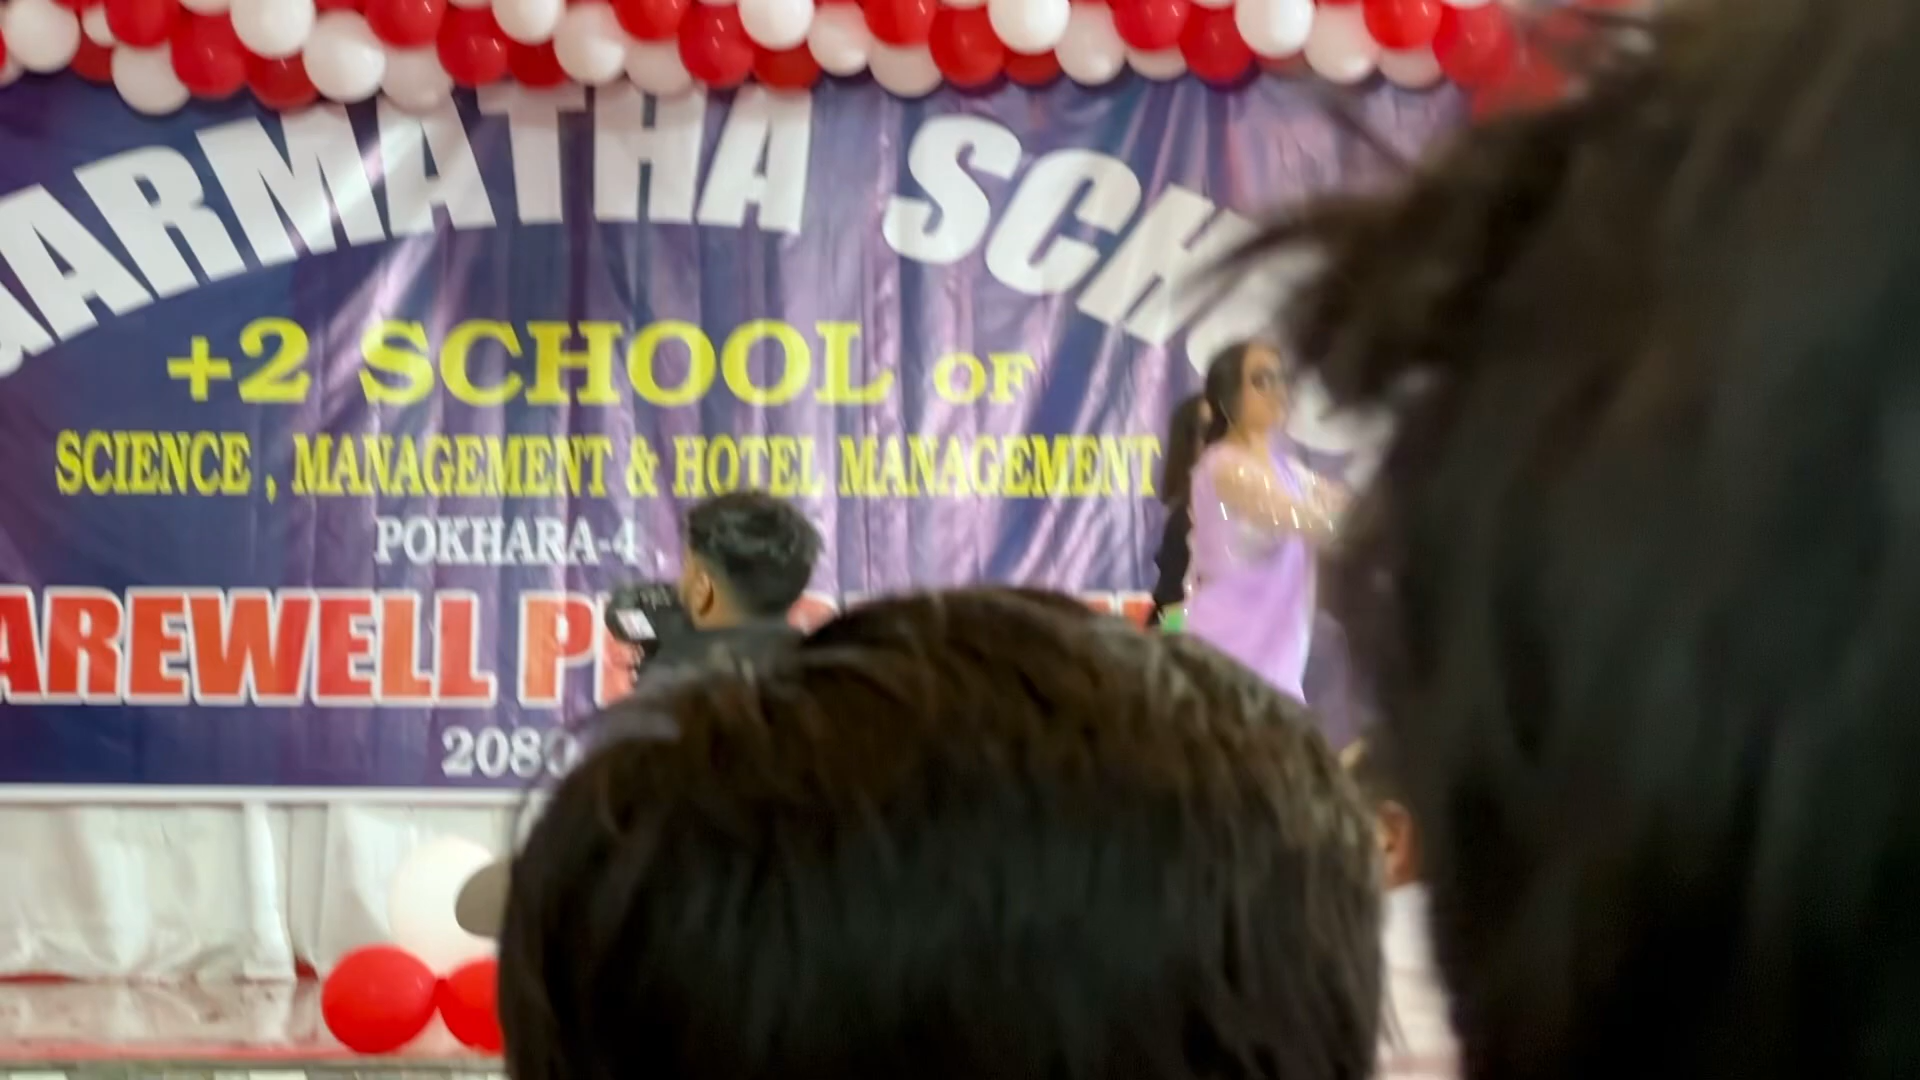 ARMATHA SCH
+2 SCHOOL OF
SCIENCE , MANAGEMENT & HOTEL MANAGEMENT
POKHARA-4
AREWELL P
2080